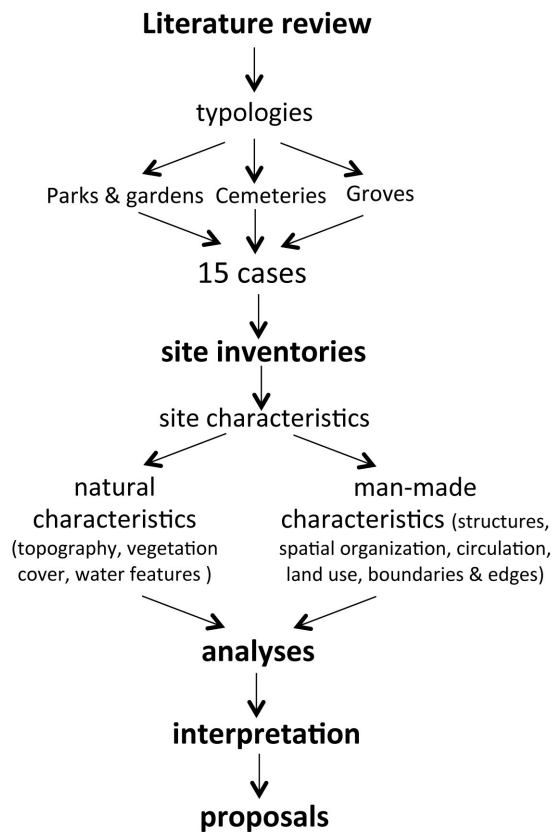 Literature review
typologies
Parks & gardens Cemeteries Groves
15 cases
site inventories
site characteristics
natural
characteristics
(topography, vegetation
cover, water features )
man-made
characteristics (structures,
spatial organization, circulation,
land use, boundaries & edges)
analyses
interpretation
proposals